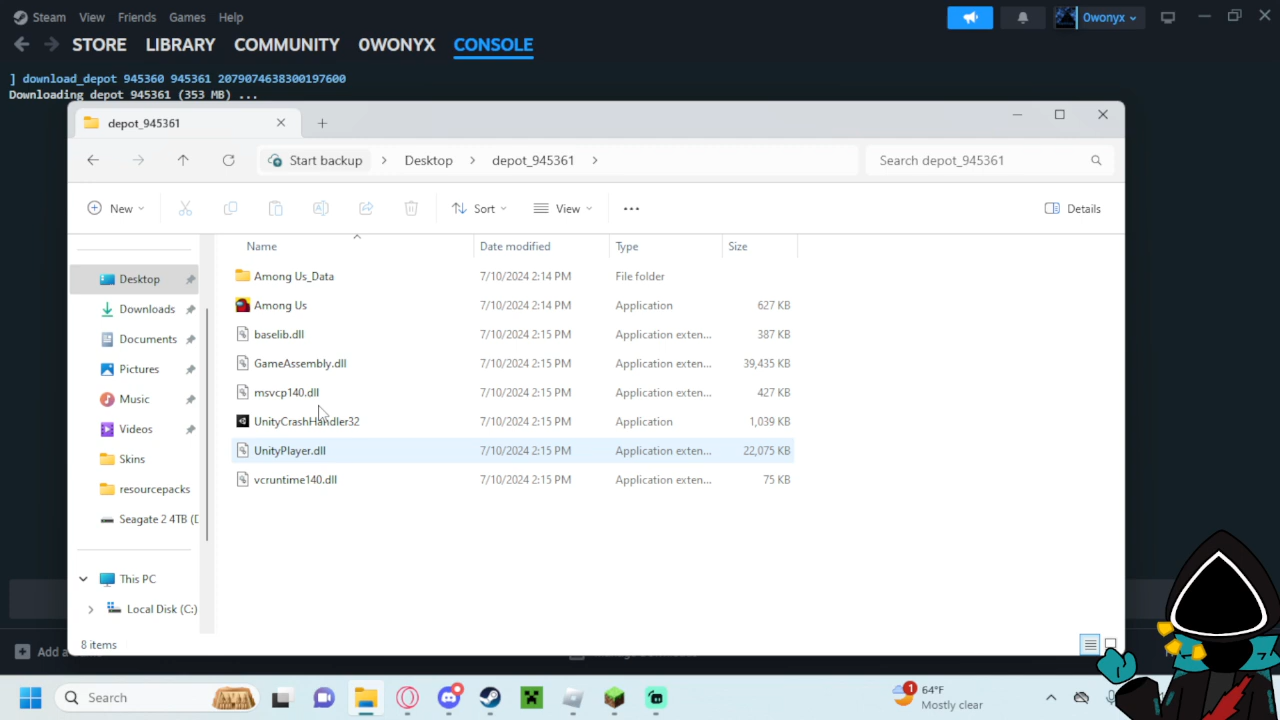 Steam View Friends Games Help
0wonyx
STORE LIBRARY COMMUNITY 0WONYX CONSOLE
] download_depot 945360 945361 2079074638300197600
Downloading depot 945361 (353 MB) ...
depot_945361
Start backup > Desktop > depot_945361 >
Search depot_945361
New Sort View ... Details
Name Date modified Type Size
Among Us_Data 7/10/2024 2:14 PM File folder
Among Us 7/10/2024 2:14 PM Application 627 KB
baselib.dll 7/10/2024 2:15 PM Application exten... 387 KB
GameAssembly.dll 7/10/2024 2:15 PM Application exten... 39,435 KB
msvcp140.dll 7/10/2024 2:15 PM Application exten... 427 KB
UnityCrashHandler32 7/10/2024 2:15 PM Application 1,039 KB
UnityPlayer.dll 7/10/2024 2:15 PM Application exten... 22,075 KB
vcruntime140.dll 7/10/2024 2:15 PM Application exten... 75 KB
Desktop
Downloads
Documents
Pictures
Music
Videos
Skins
resourcepacks
Seagate 2 4TB (D
This PC
Local Disk (C:)
8 items
Add a
Search
1
64°F
Mostly clear